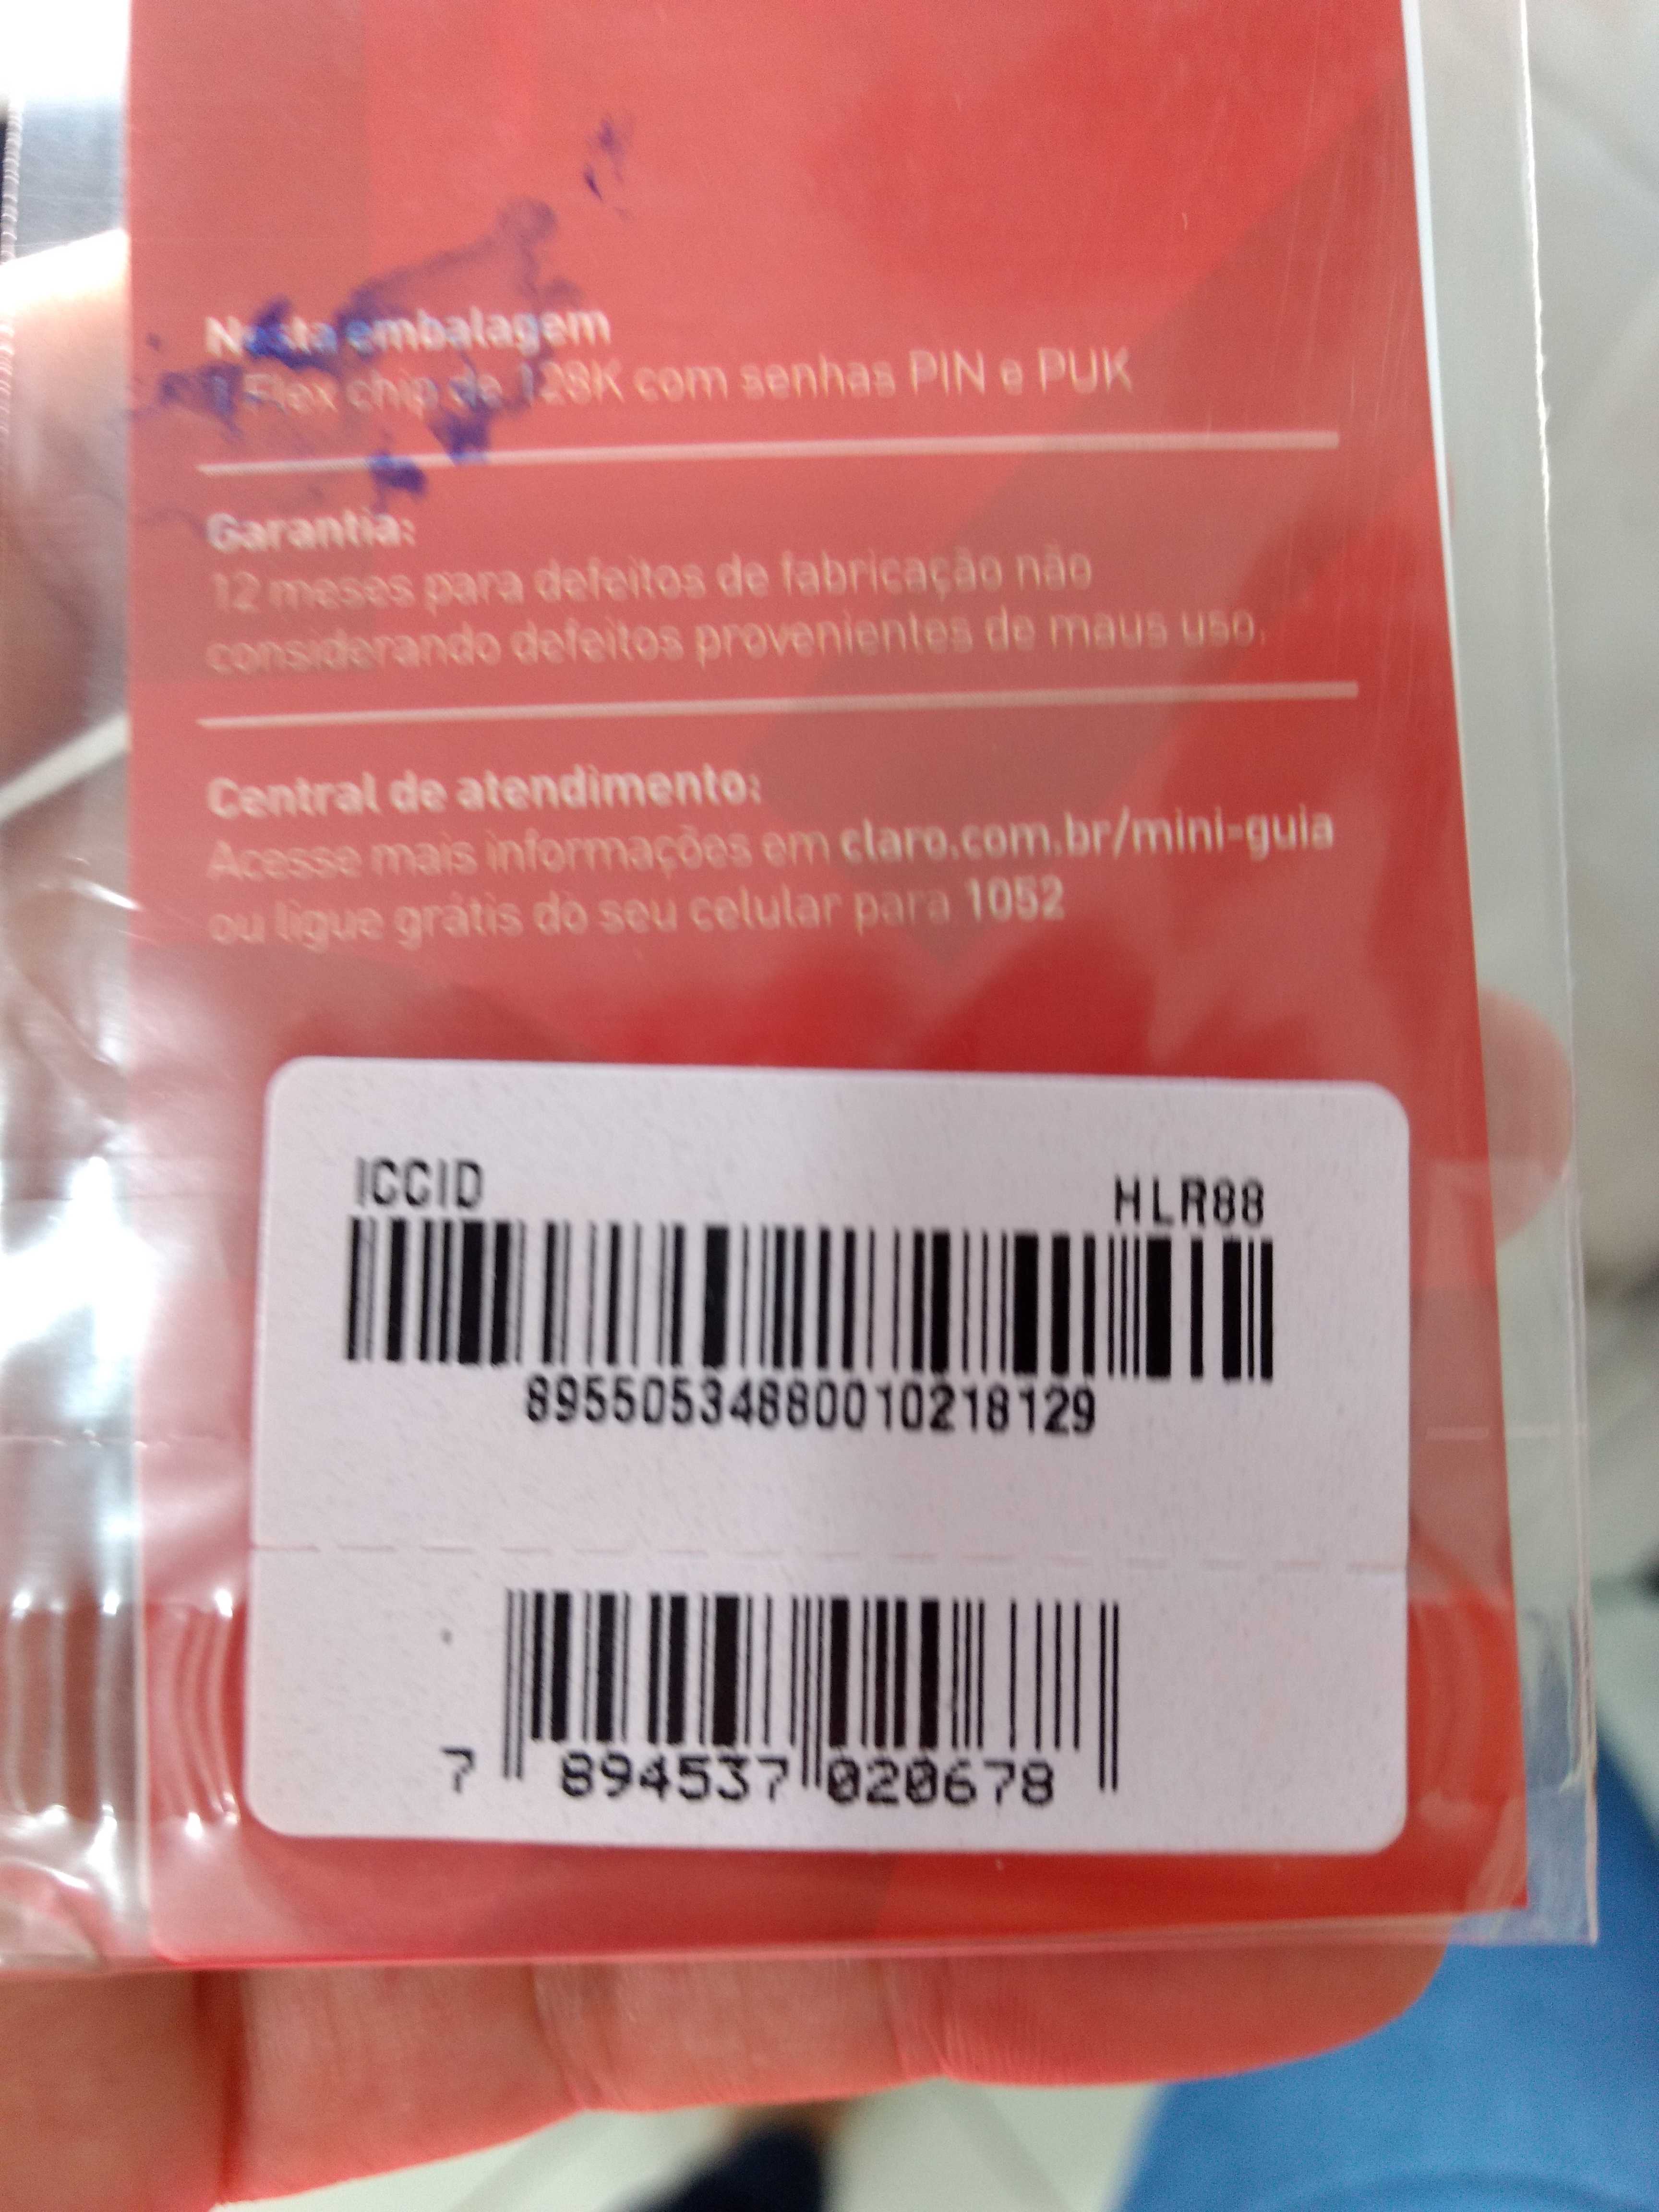 Nesta embalagem
1 Flex chip de 128K com senhas PIN e PUK
Garantia:
12 meses para defeitos de fabricação não
considerando defeitos provenientes de maus uso.
Central de atendimento:
Acesse mais informações em claro.com.br/mini-guia
ou ligue grátis do seu celular para 1052
ICCID HLR88
89550534880010218129
7 894537 020678